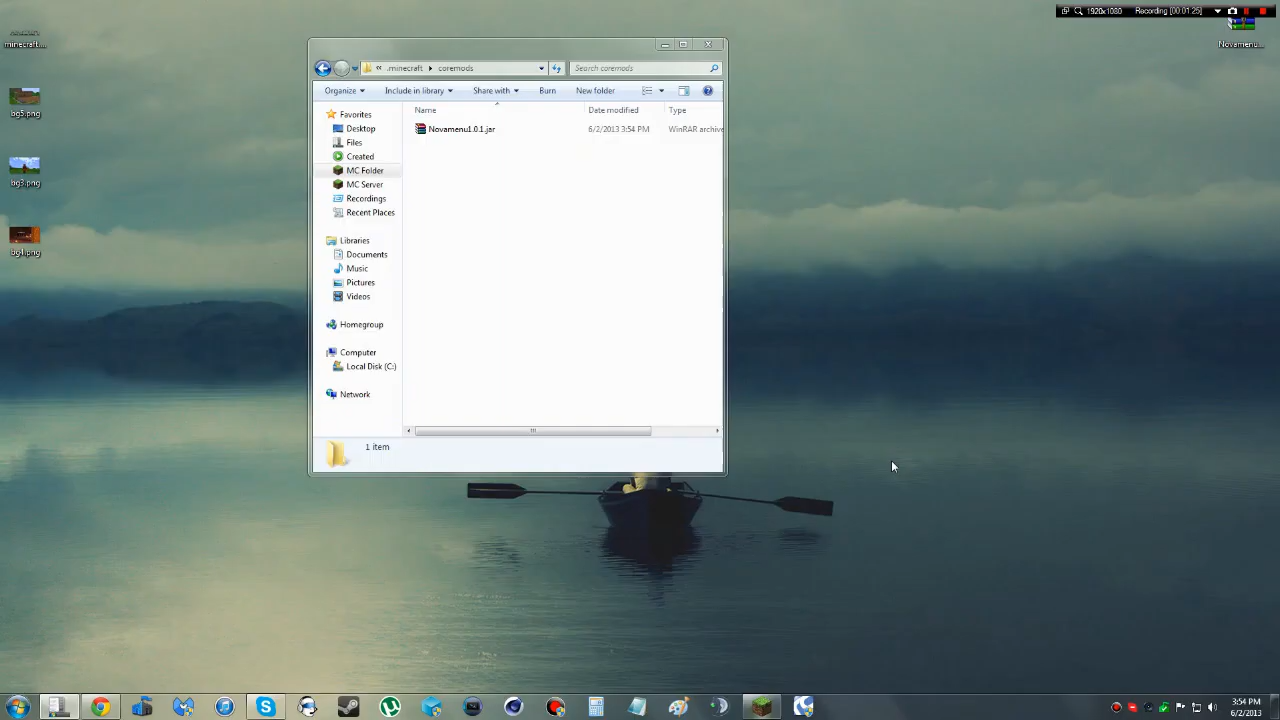 1920x1080 Recording [00:01:25]
minecraft....
Novamenu...
bg5.png
bg3.png
bg1.png
« .minecraft ▸ coremods
Search coremods
Organize
Include in library
Share with
Burn
New folder
Name
Date modified
Type
Novamenu1.0.1.jar
6/2/2013 3:54 PM
WinRAR archive
Favorites
Desktop
Files
Created
MC Folder
MC Server
Recordings
Recent Places
Libraries
Documents
Music
Pictures
Videos
Homegroup
Computer
Local Disk (C:)
Network
1 item
3:54 PM
6/2/2013